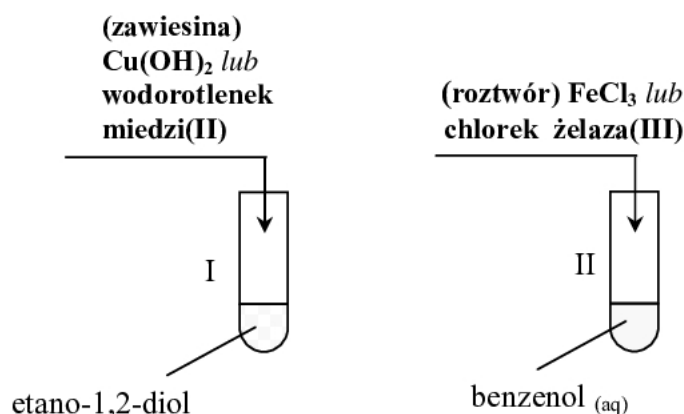 (zawiesina)
Cu(OH)₂ lub
wodorotlenek
miedzi(II)
(roztwór) FeCl₃ lub
chlorek żelaza(III)
I
II
etano-1,2-diol
benzenol (aq)